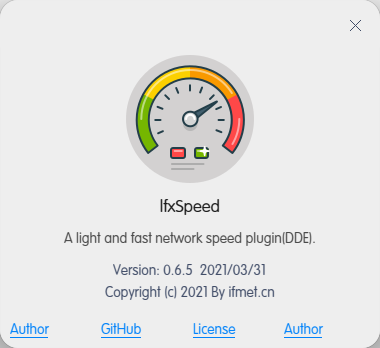 lfxSpeed
A light and fast network speed plugin(DDE).
Version: 0.6.5  2021/03/31
Copyright (c) 2021 By ifmet.cn
Author GitHub License Author